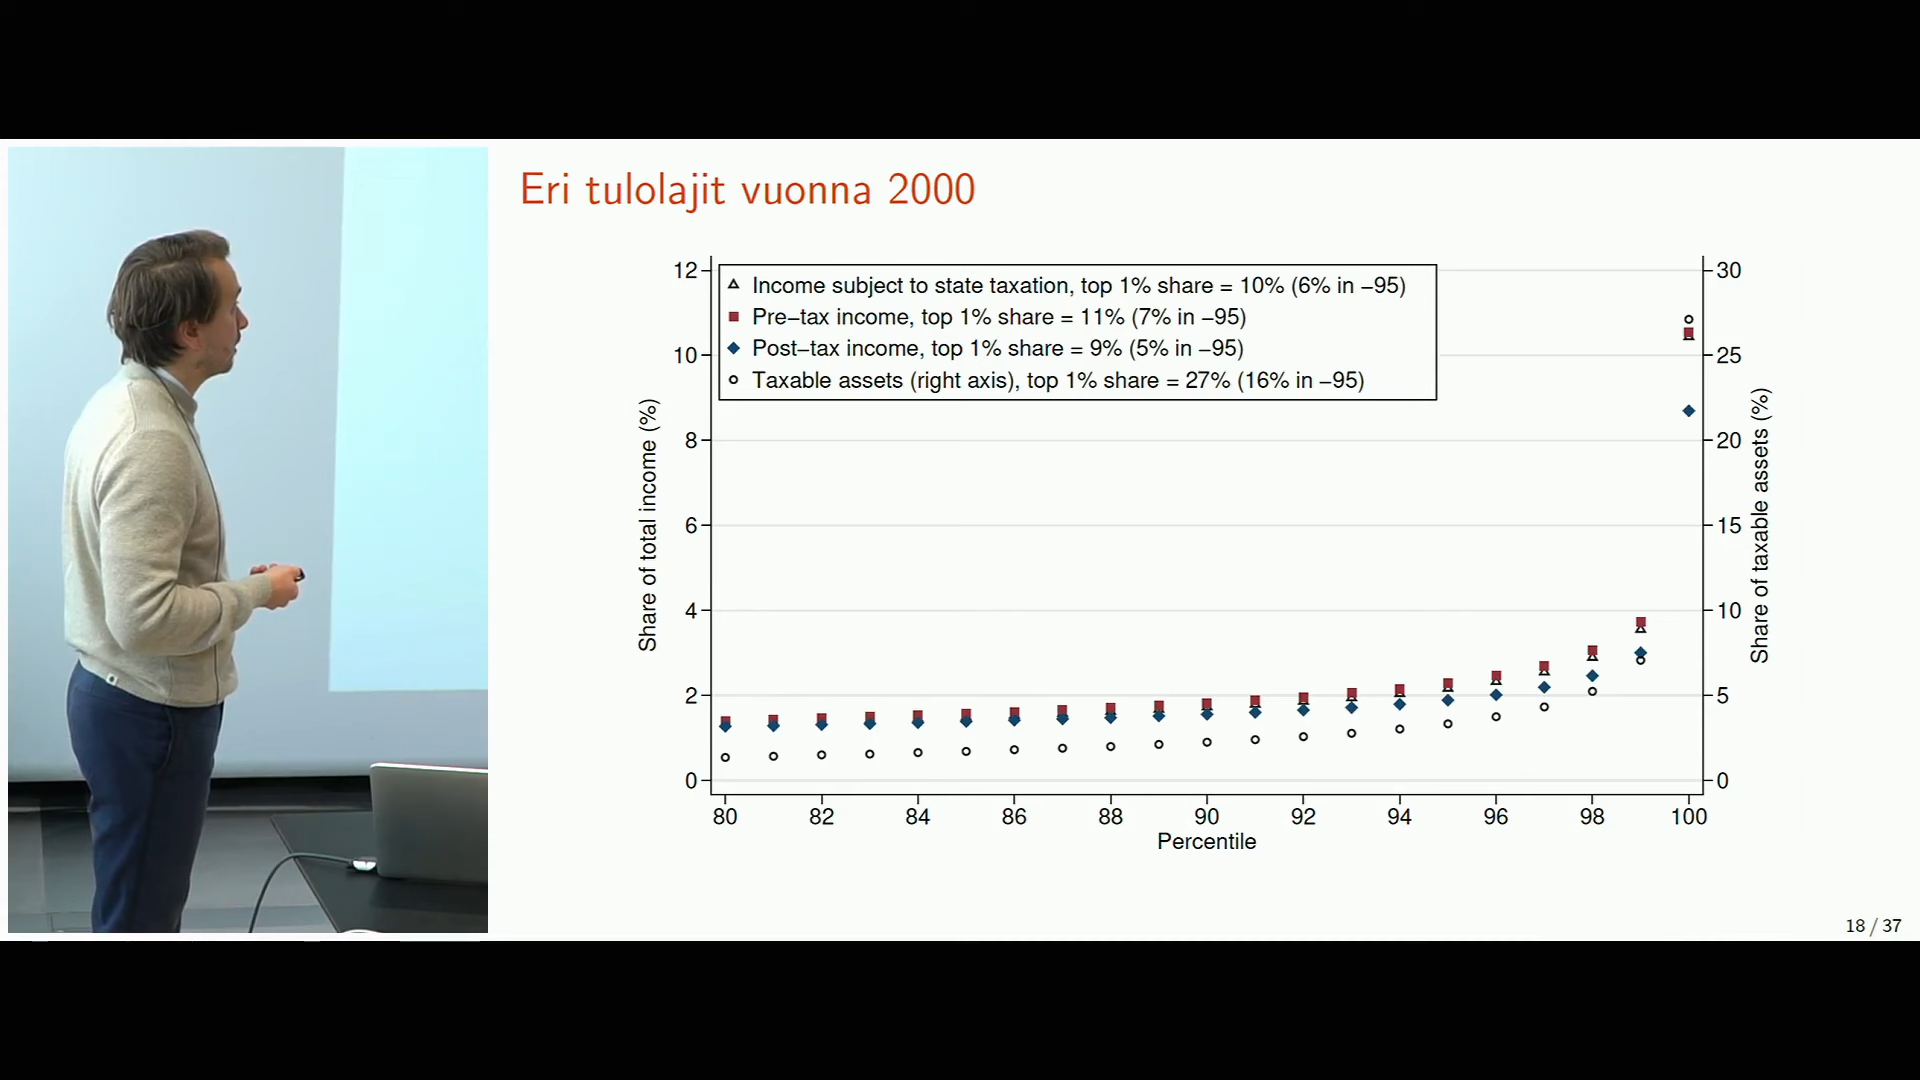 Eri tulolajit vuonna 2000
Income subject to state taxation, top 1% share = 10% (6% in −95)
Pre−tax income, top 1% share = 11% (7% in −95)
Post−tax income, top 1% share = 9% (5% in −95)
Taxable assets (right axis), top 1% share = 27% (16% in −95)
Share of total income (%)
12
10
8
6
4
2
0
30
25
20
15
10
5
0
Share of taxable assets (%)
80 82 84 86 88 90 92 94 96 98 100
Percentile
18 / 37